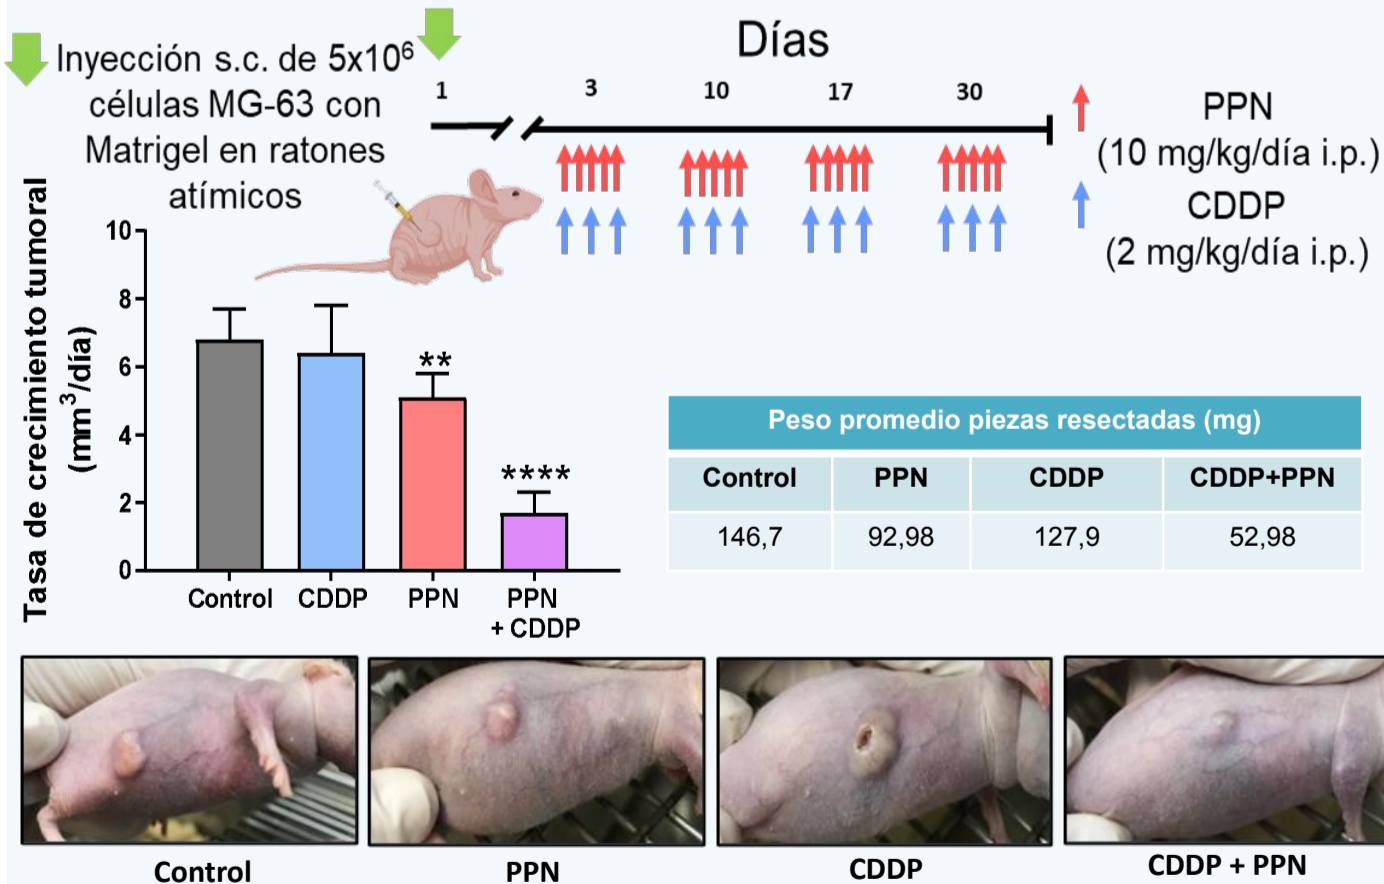 Inyección s.c. de 5x10⁶
células MG-63 con
Matrigel en ratones
atímicos
Días
1 3 10 17 30
PPN
(10 mg/kg/día i.p.)
CDDP
(2 mg/kg/día i.p.)
Tasa de crecimiento tumoral
(mm³/día)
10
8
6
4
2
0
**
****
Control CDDP PPN PPN
+ CDDP
Peso promedio piezas resectadas (mg)
Control PPN CDDP CDDP+PPN
146,7 92,98 127,9 52,98
Control PPN CDDP CDDP + PPN